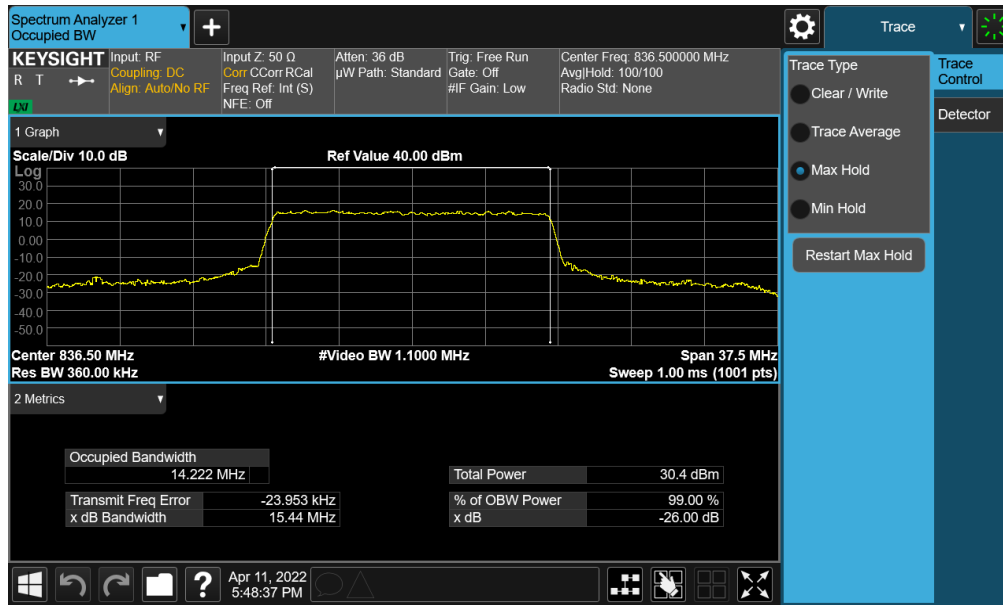 Spectrum Analyzer 1
Occupied BW
+
Trace
KEYSIGHT
R T
LXI
Input: RF
Coupling: DC
Align: Auto/No RF
Input Z: 50 Ω
Corr CCorr RCal
Freq Ref: Int (S)
NFE: Off
Atten: 36 dB
µW Path: Standard
Trig: Free Run
Gate: Off
#IF Gain: Low
Center Freq: 836.500000 MHz
Avg|Hold: 100/100
Radio Std: None
Trace Type
Clear / Write
Trace Average
Max Hold
Min Hold
Restart Max Hold
Trace
Control
Detector
1 Graph
Scale/Div 10.0 dB
Ref Value 40.00 dBm
Log
30.0
20.0
10.0
0.00
-10.0
-20.0
-30.0
-40.0
-50.0
Center 836.50 MHz
#Video BW 1.1000 MHz
Span 37.5 MHz
Res BW 360.00 kHz
Sweep 1.00 ms (1001 pts)
2 Metrics
Occupied Bandwidth
14.222 MHz
Total Power 30.4 dBm
Transmit Freq Error -23.953 kHz
% of OBW Power 99.00 %
x dB Bandwidth 15.44 MHz
x dB -26.00 dB
?
Apr 11, 2022
5:48:37 PM